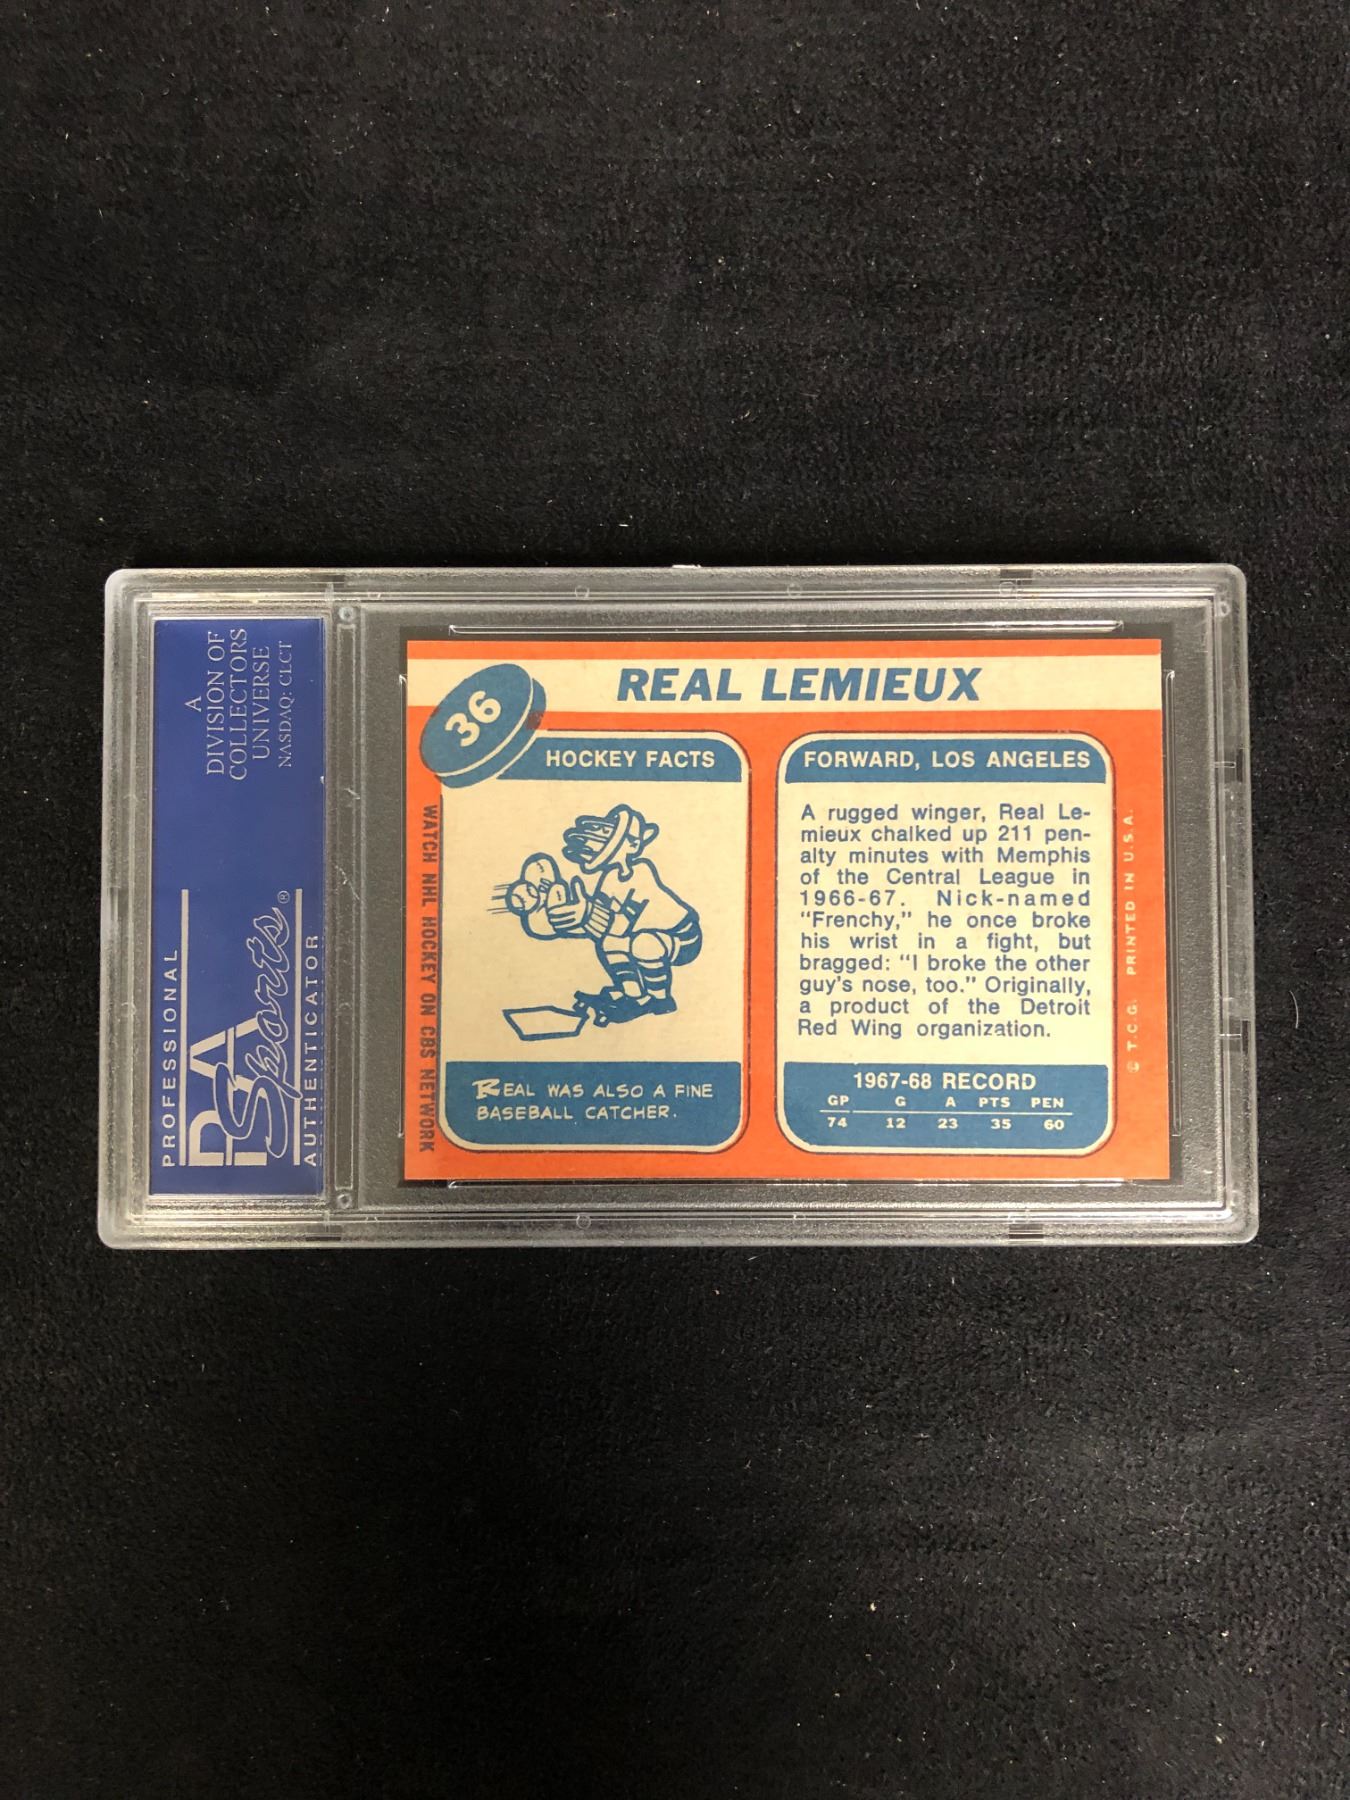 A
DIVISION OF
COLLECTORS
UNIVERSE
NASDAQ: CLCT
PROFESSIONAL
PSA
Sports®
AUTHENTICATOR
36
REAL LEMIEUX
HOCKEY FACTS
REAL WAS ALSO A FINE
BASEBALL CATCHER.
WATCH NHL HOCKEY ON CBS NETWORK
FORWARD, LOS ANGELES
A rugged winger, Real Le-
mieux chalked up 211 pen-
alty minutes with Memphis
of the Central League in
1966-67. Nick-named
"Frenchy," he once broke
his wrist in a fight, but
bragged: "I broke the other
guy's nose, too." Originally,
a product of the Detroit
Red Wing organization.
1967-68 RECORD
GP G A PTS PEN
74 12 23 35 60
© T.C.G. PRINTED IN U.S.A.